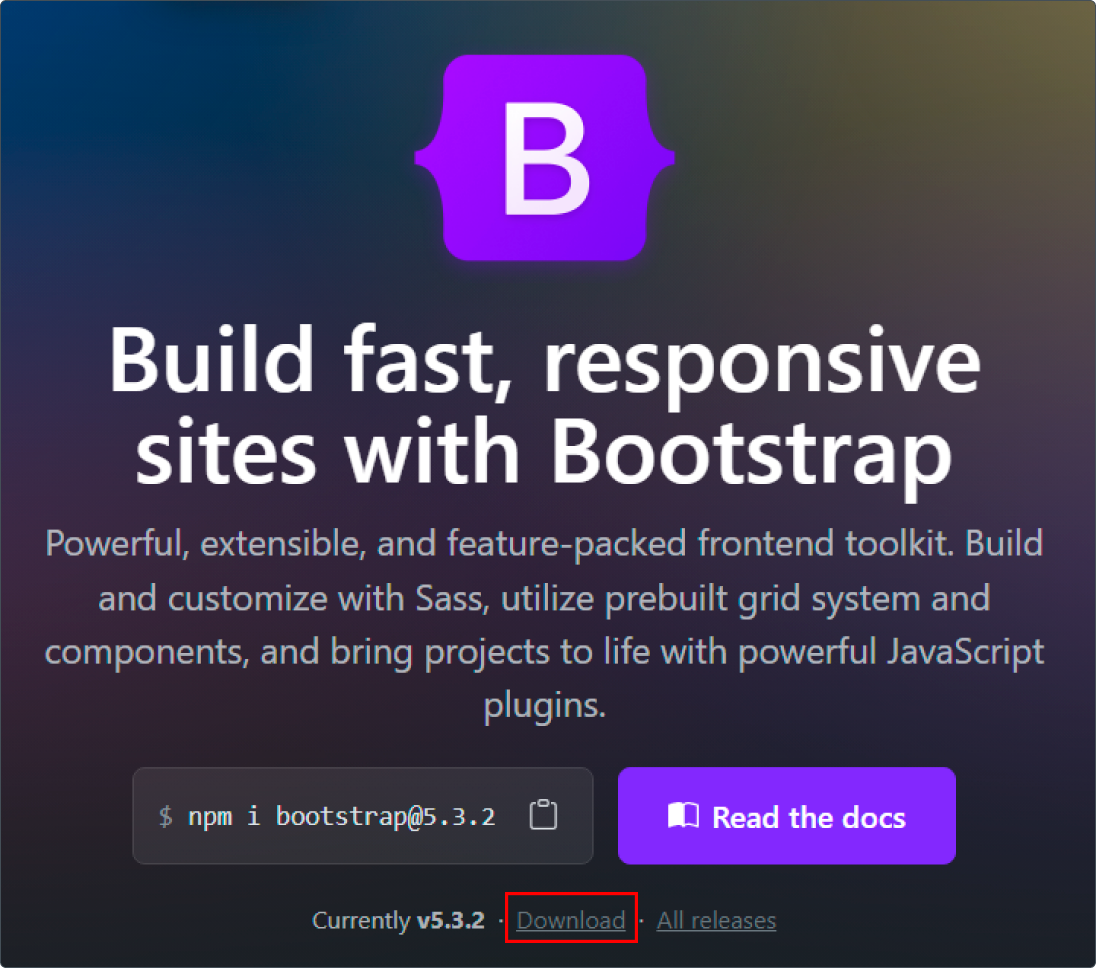 B
Build fast, responsive
sites with Bootstrap
Powerful, extensible, and feature-packed frontend toolkit. Build
and customize with Sass, utilize prebuilt grid system and
components, and bring projects to life with powerful JavaScript
plugins.
$ npm i bootstrap@5.3.2
Read the docs
Currently v5.3.2 · Download · All releases